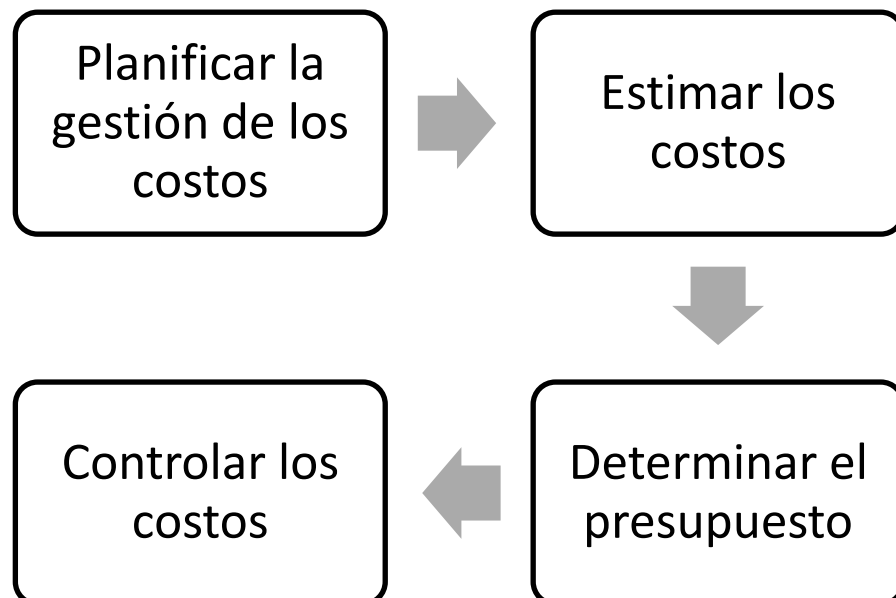 Planificar la
gestión de los
costos
Estimar los
costos
Determinar el
presupuesto
Controlar los
costos